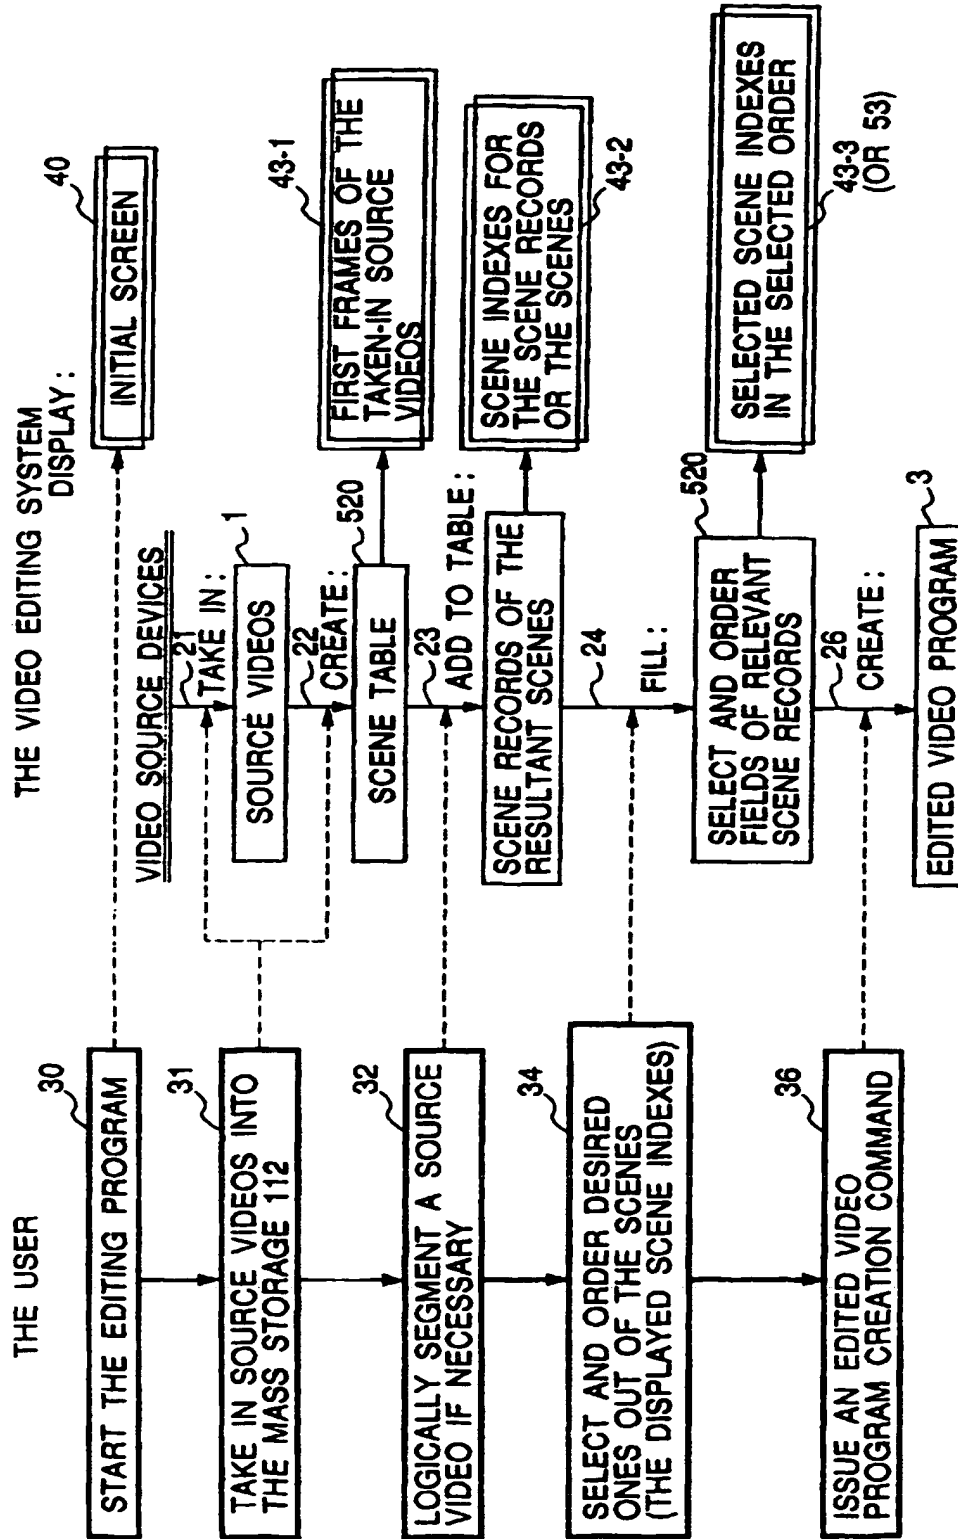 THE USER
30
START THE EDITING PROGRAM
31
TAKE IN SOURCE VIDEOS INTO
THE MASS STORAGE 112
32
LOGICALLY SEGMENT A SOURCE
VIDEO IF NECESSARY
34
SELECT AND ORDER DESIRED
ONES OUT OF THE SCENES
(THE DISPLAYED SCENE INDEXES)
36
ISSUE AN EDITED VIDEO
PROGRAM CREATION COMMAND
THE VIDEO EDITING SYSTEM
DISPLAY:
40
INITIAL SCREEN
VIDEO SOURCE DEVICES
21
TAKE IN:
1
SOURCE VIDEOS
22
CREATE:
520
SCENE TABLE
43-1
FIRST FRAMES OF THE
TAKEN-IN SOURCE
VIDEOS
23
ADD TO TABLE:
SCENE RECORDS OF THE
RESULTANT SCENES
SCENE INDEXES FOR
THE SCENE RECORDS
OR THE SCENES
43-2
24
FILL:
520
SELECT AND ORDER
FIELDS OF RELEVANT
SCENE RECORDS
SELECTED SCENE INDEXES
IN THE SELECTED ORDER
43-3
(OR 53)
26
CREATE:
3
EDITED VIDEO PROGRAM